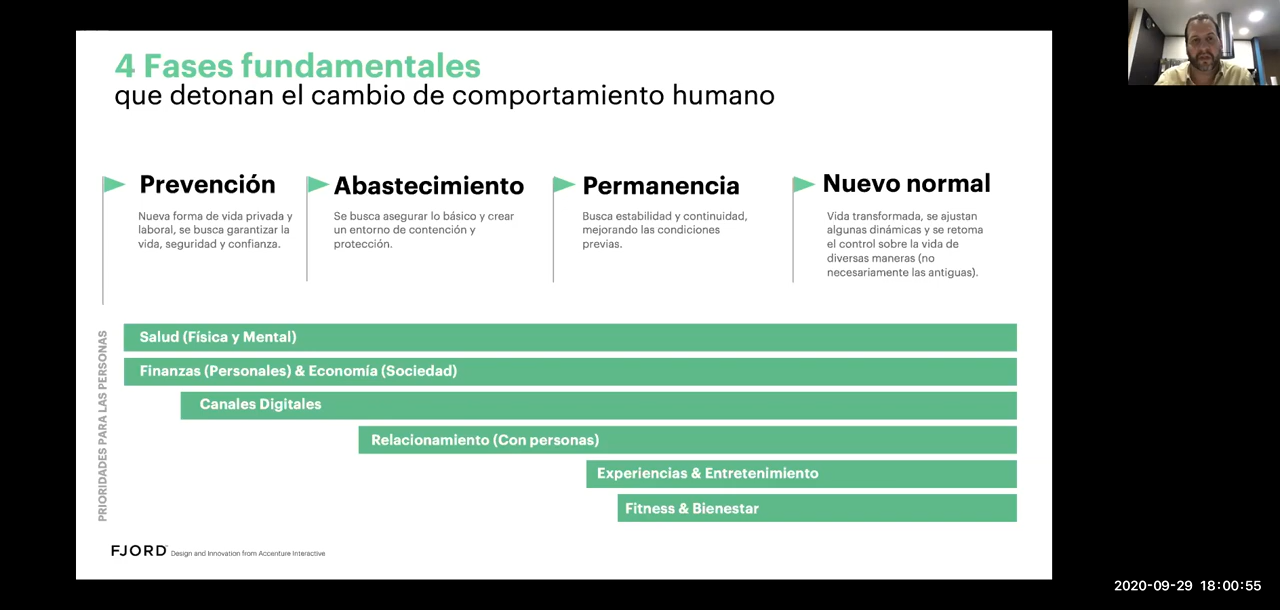 4 Fases fundamentales
que detonan el cambio de comportamiento humano
Prevención
Nueva forma de vida privada y
laboral, se busca garantizar la
vida, seguridad y confianza.
Abastecimiento
Se busca asegurar lo básico y crear
un entorno de contención y
protección.
Permanencia
Busca estabilidad y continuidad,
mejorando las condiciones
previas.
Nuevo normal
Vida transformada, se ajustan
algunas dinámicas y se retoma
el control sobre la vida de
diversas maneras (no
necesariamente las antiguas).
PRIORIDADES PARA LAS PERSONAS
Salud (Física y Mental)
Finanzas (Personales) & Economía (Sociedad)
Canales Digitales
Relacionamiento (Con personas)
Experiencias & Entretenimiento
Fitness & Bienestar
FJORD Design and Innovation from Accenture Interactive
2020-09-29 18:00:55